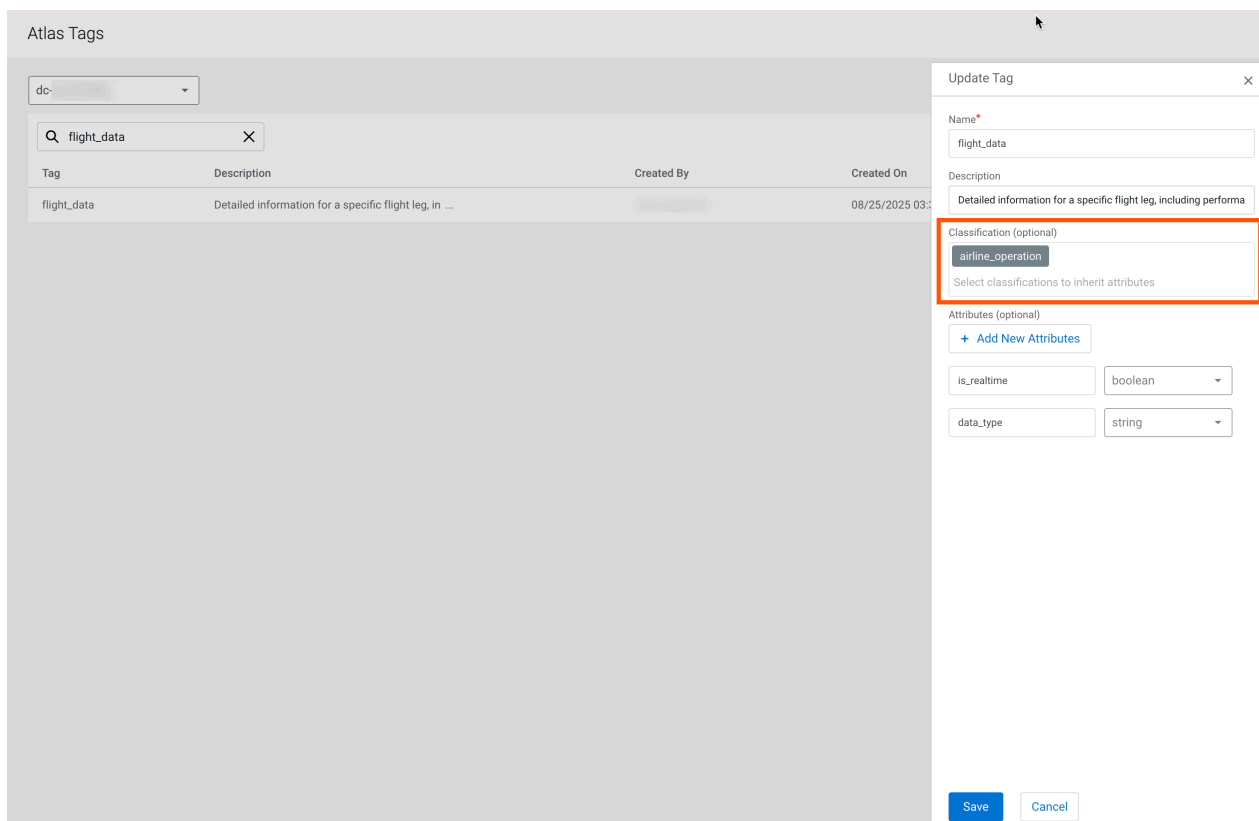 Atlas Tags
dc-
flight_data
Tag Description Created By Created On
flight_data Detailed information for a specific flight leg, in ... 08/25/2025 03:
Update Tag
Name*
flight_data
Description
Detailed information for a specific flight leg, including performa
Classification (optional)
airline_operation
Select classifications to inherit attributes
Attributes (optional)
+ Add New Attributes
is_realtime boolean
data_type string
Save Cancel